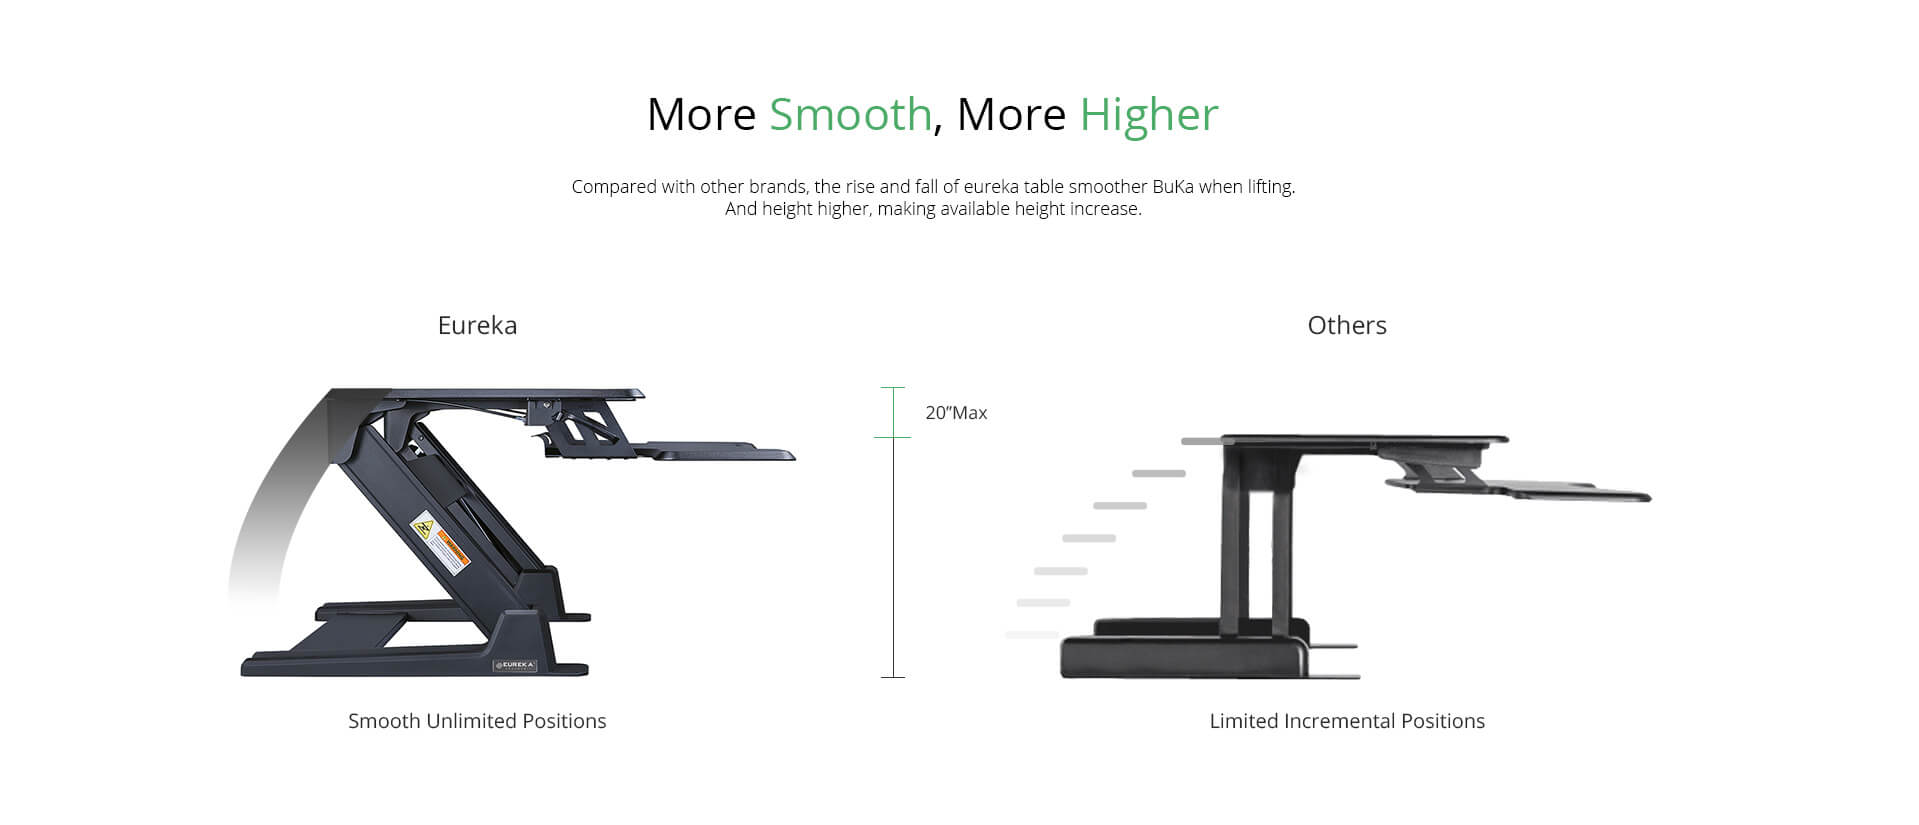 More Smooth, More Higher
Compared with other brands, the rise and fall of eureka table smoother BuKa when lifting.
And height higher, making available height increase.
Eureka
Others
20”Max
WARNING
EUREKA
Smooth Unlimited Positions
Limited Incremental Positions